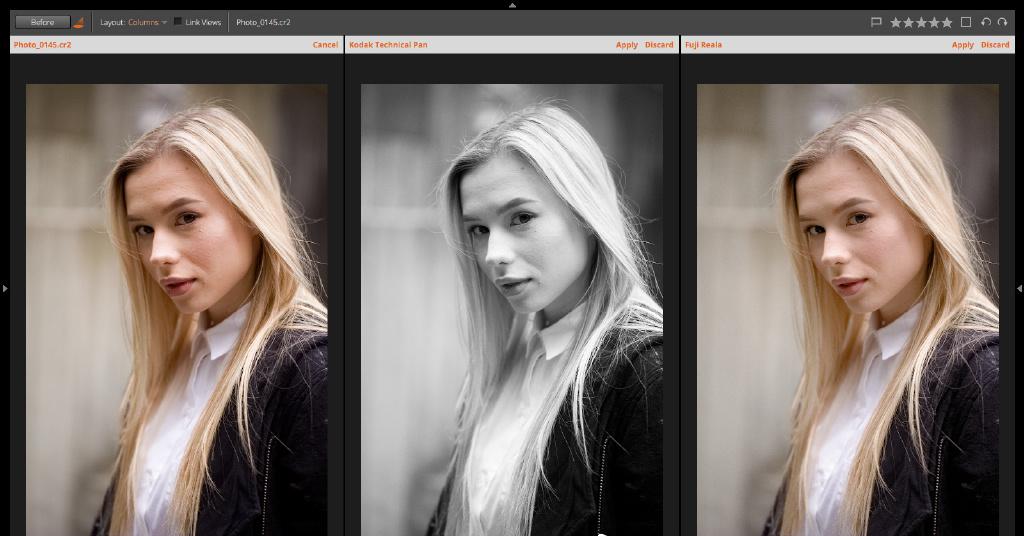 Before Layout: Columns Link Views Photo_0145.cr2
Photo_0145.cr2 Cancel Kodak Technical Pan Apply Discard Fuji Reala Apply Discard